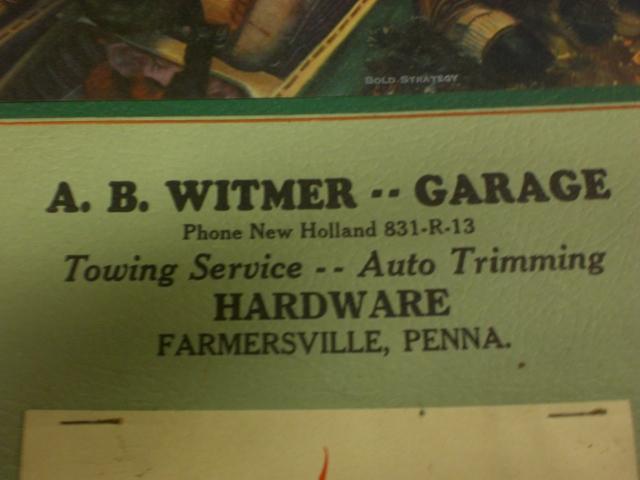 BOLD STRATEGY
A. B. WITMER -- GARAGE
Phone New Holland 831-R-13
Towing Service -- Auto Trimming
HARDWARE
FARMERSVILLE, PENNA.